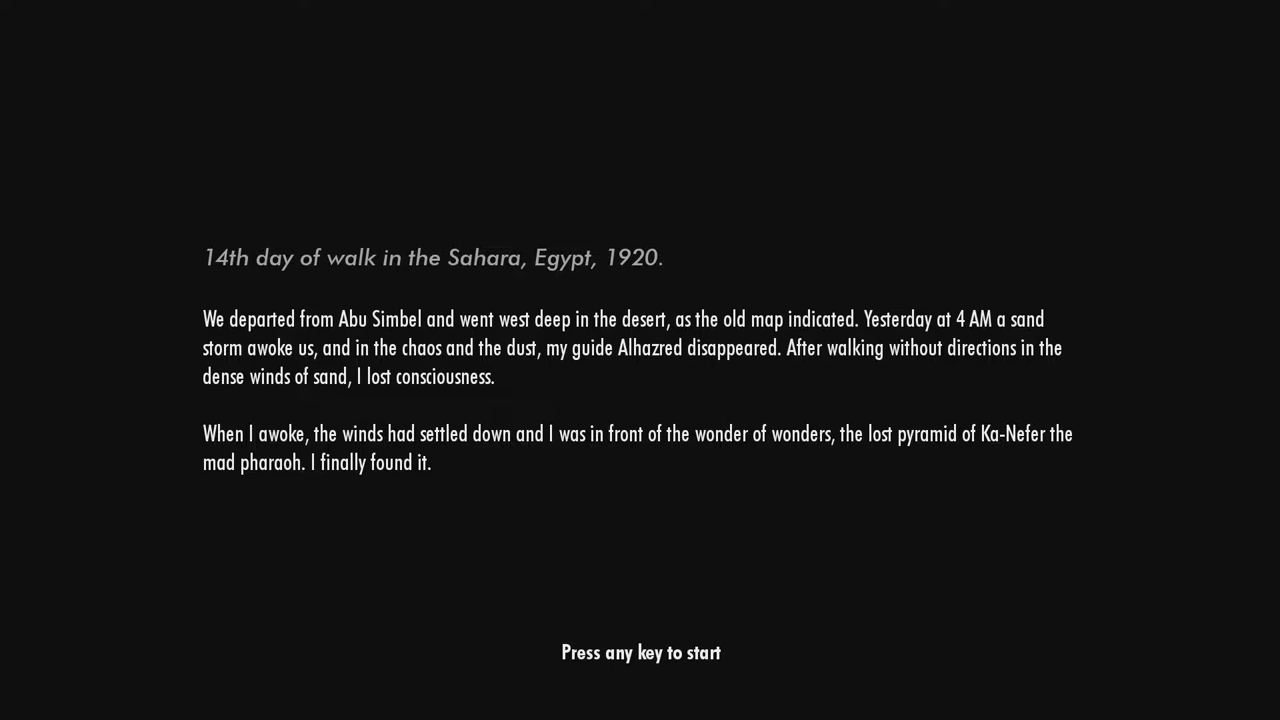 14th day of walk in the Sahara, Egypt, 1920.
We departed from Abu Simbel and went west deep in the desert, as the old map indicated. Yesterday at 4 AM a sand
storm awoke us, and in the chaos and the dust, my guide Alhazred disappeared. After walking without directions in the
dense winds of sand, I lost consciousness.
When I awoke, the winds had settled down and I was in front of the wonder of wonders, the lost pyramid of Ka-Nefer the
mad pharaoh. I finally found it.
Press any key to start